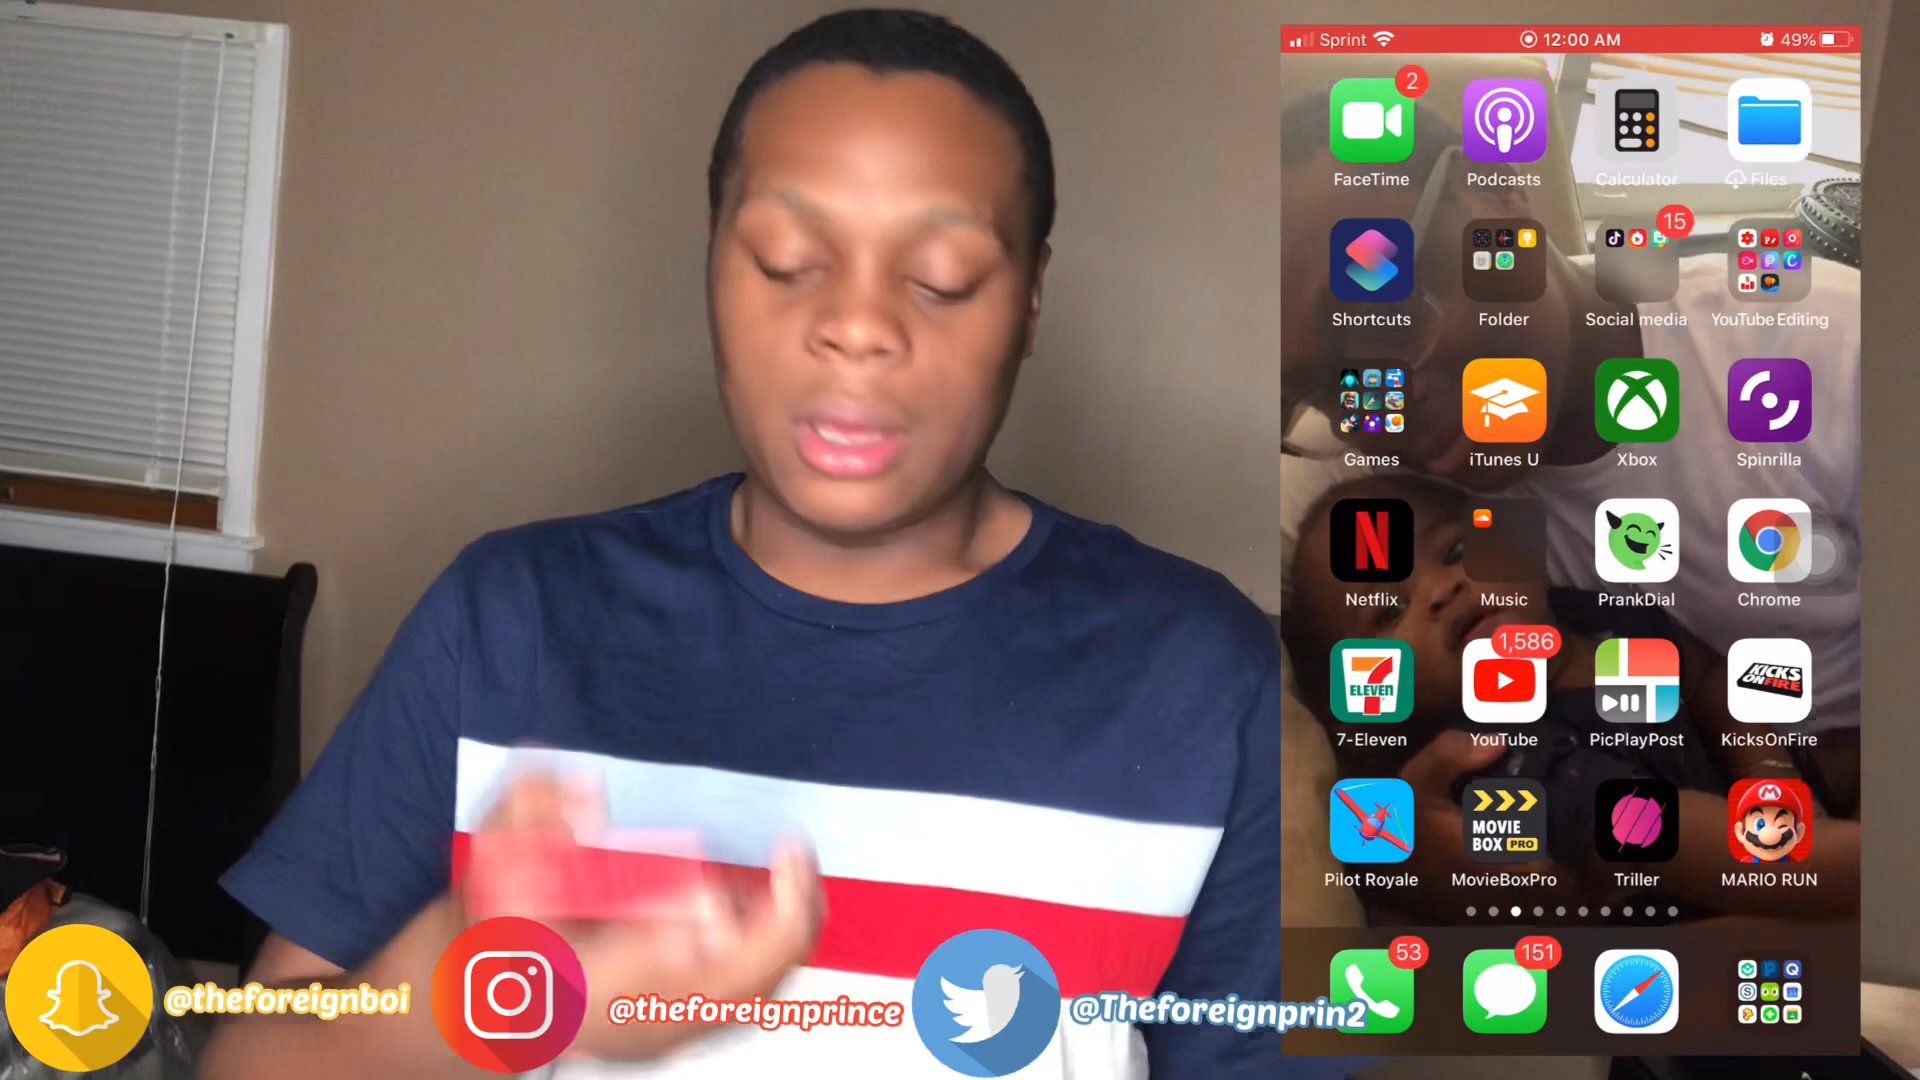 Sprint 12:00 AM 49%
2
FaceTime Podcasts Calculator Files
15
Shortcuts Folder Social media YouTube Editing
Games iTunes U Xbox Spinrilla
N
Netflix Music PrankDial Chrome
1,586
7
ELEVEN
KICKS
ON FIRE
7-Eleven YouTube PicPlayPost KicksOnFire
MOVIE
BOX PRO
M
Pilot Royale MovieBoxPro Triller MARIO RUN
53 151
@theforeignboi
@theforeignprince
@Theforeignprin2